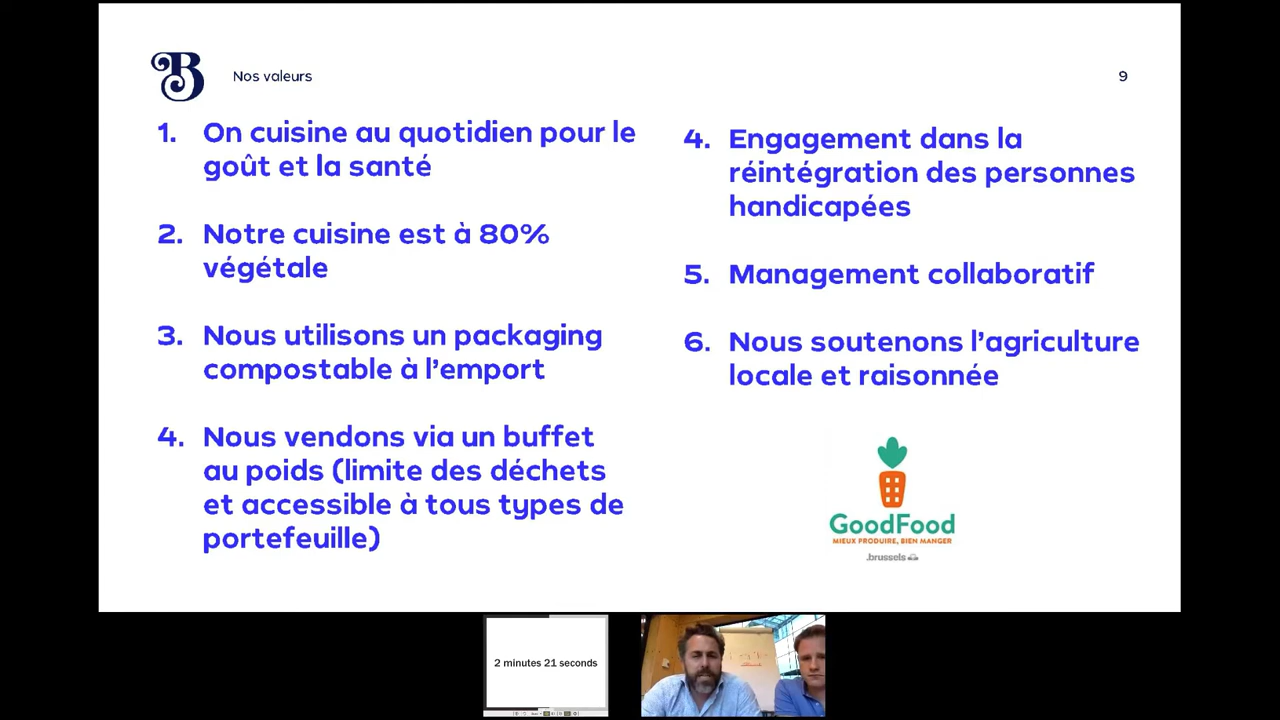 B
Nos valeurs
9
1. On cuisine au quotidien pour le
goût et la santé
2. Notre cuisine est à 80%
végétale
3. Nous utilisons un packaging
compostable à l’emport
4. Nous vendons via un buffet
au poids (limite des déchets
et accessible à tous types de
portefeuille)
4. Engagement dans la
réintégration des personnes
handicapées
5. Management collaboratif
6. Nous soutenons l’agriculture
locale et raisonnée
GoodFood
MIEUX PRODUIRE, BIEN MANGER
.brussels
2 minutes 21 seconds